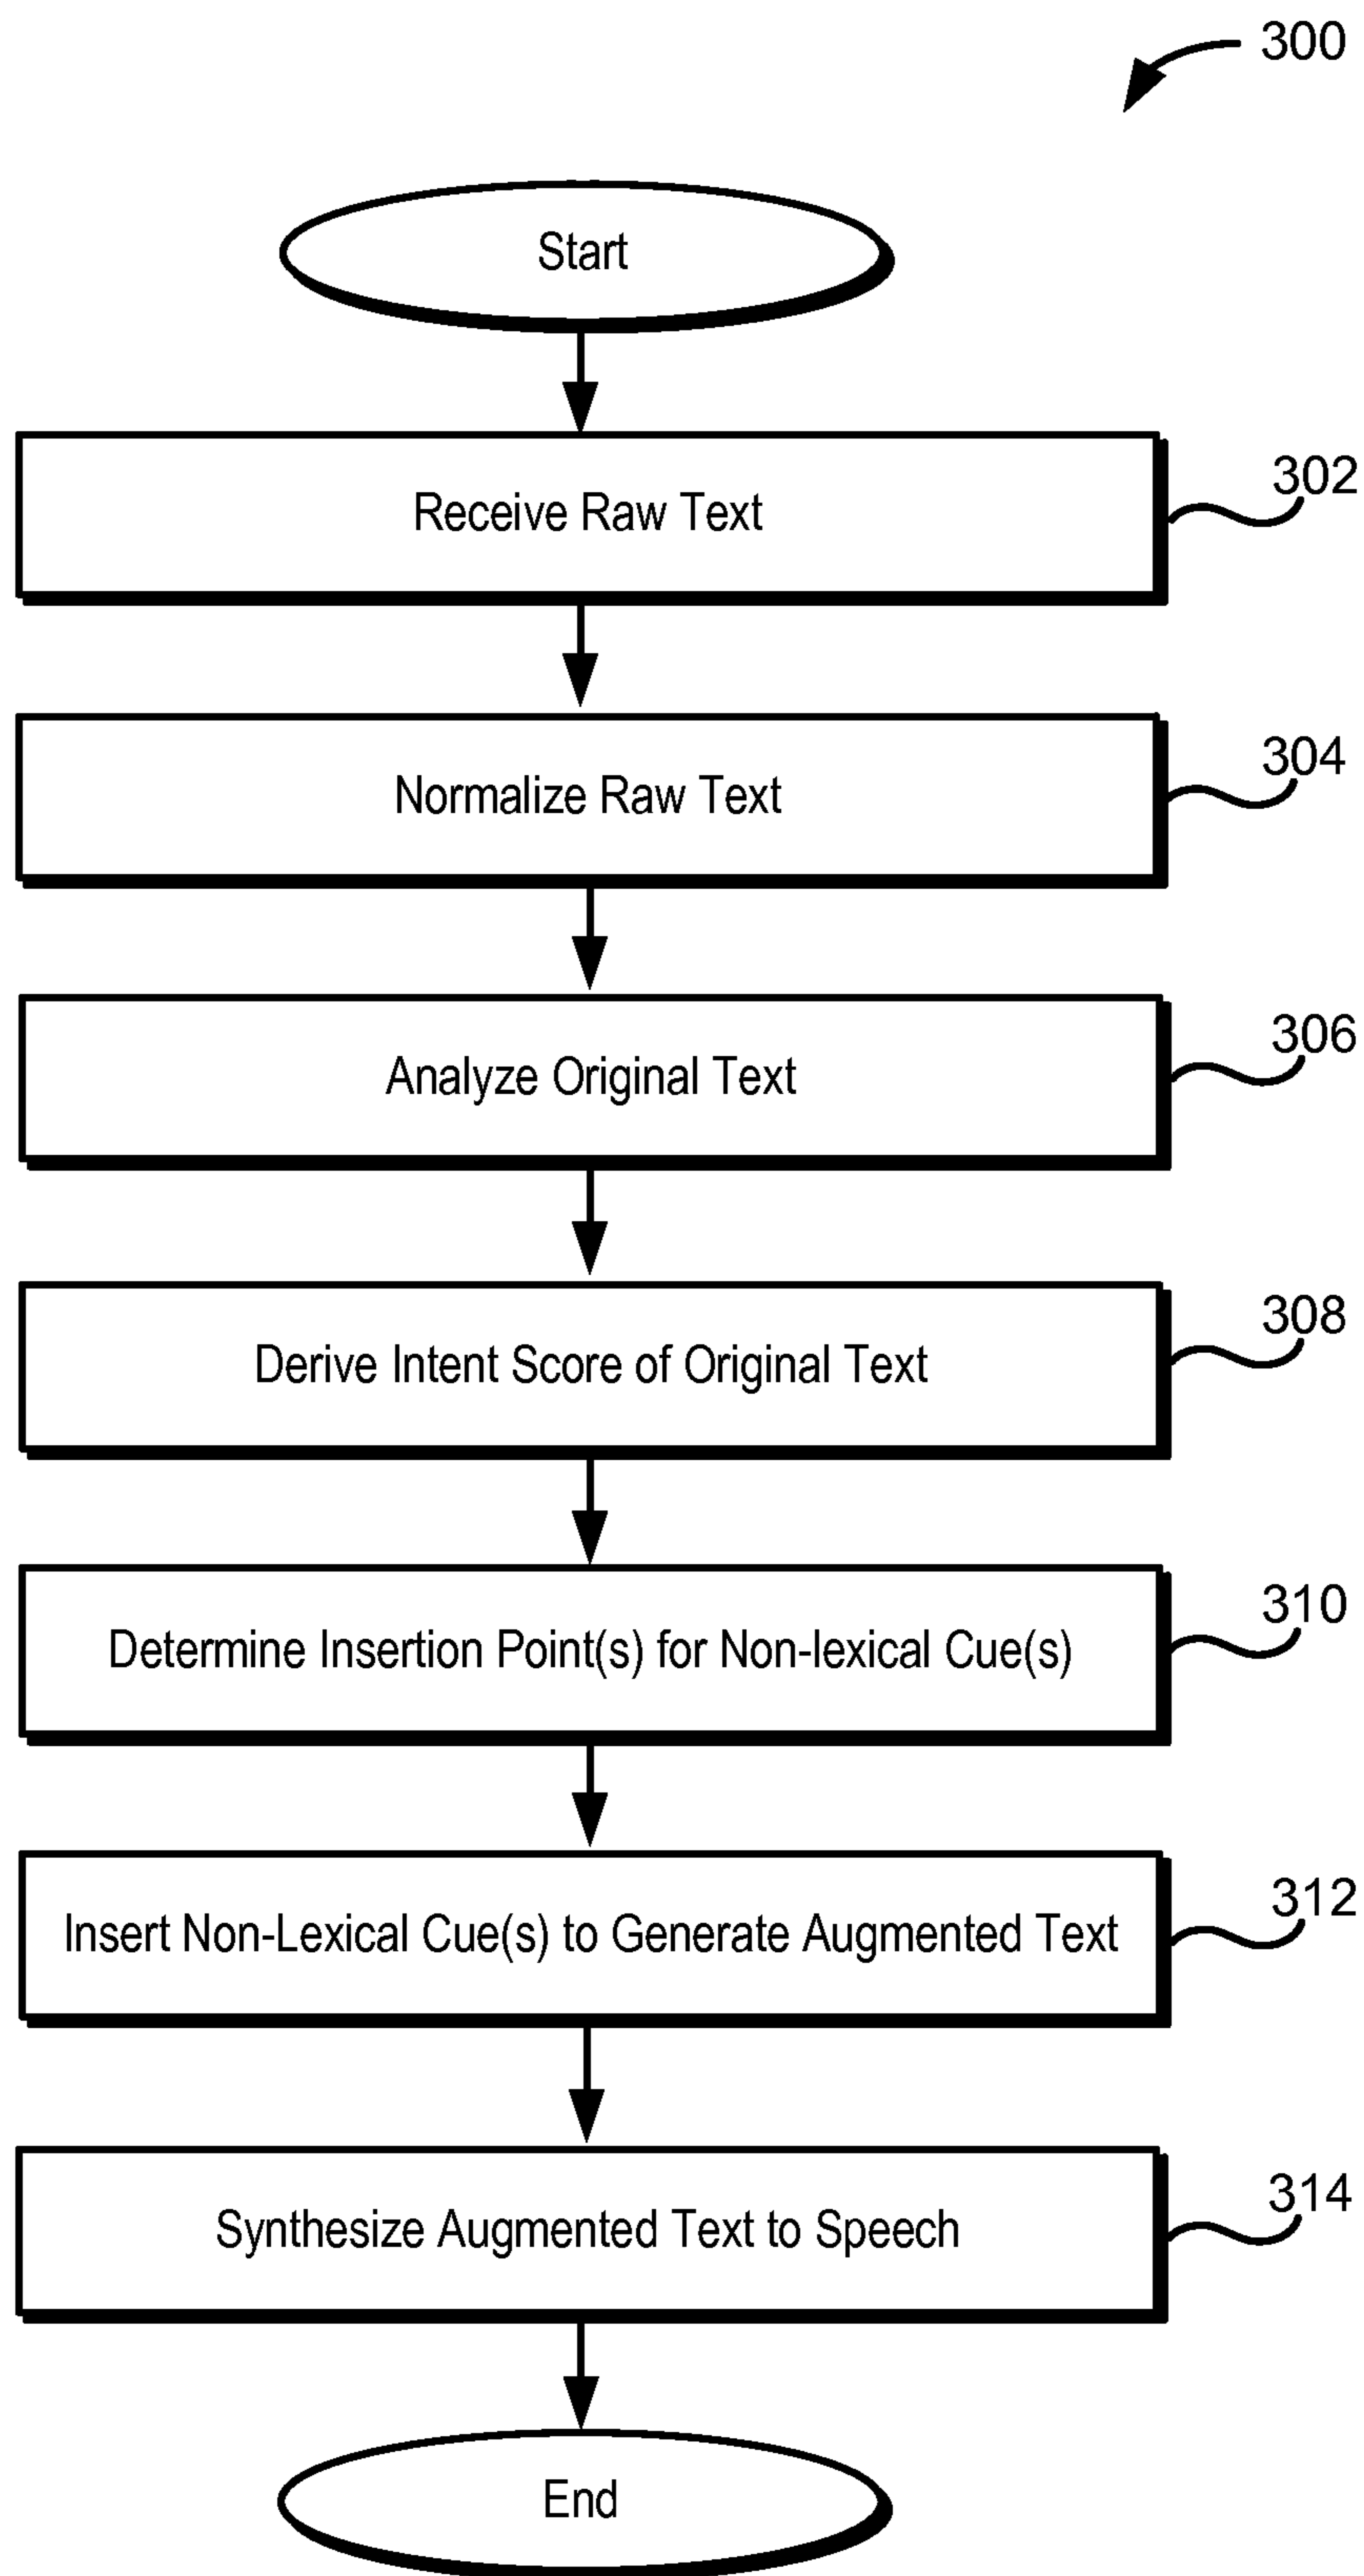 300
Start
Receive Raw Text
302
Normalize Raw Text
304
Analyze Original Text
306
Derive Intent Score of Original Text
308
Determine Insertion Point(s) for Non-lexical Cue(s)
310
Insert Non-Lexical Cue(s) to Generate Augmented Text
312
Synthesize Augmented Text to Speech
314
End